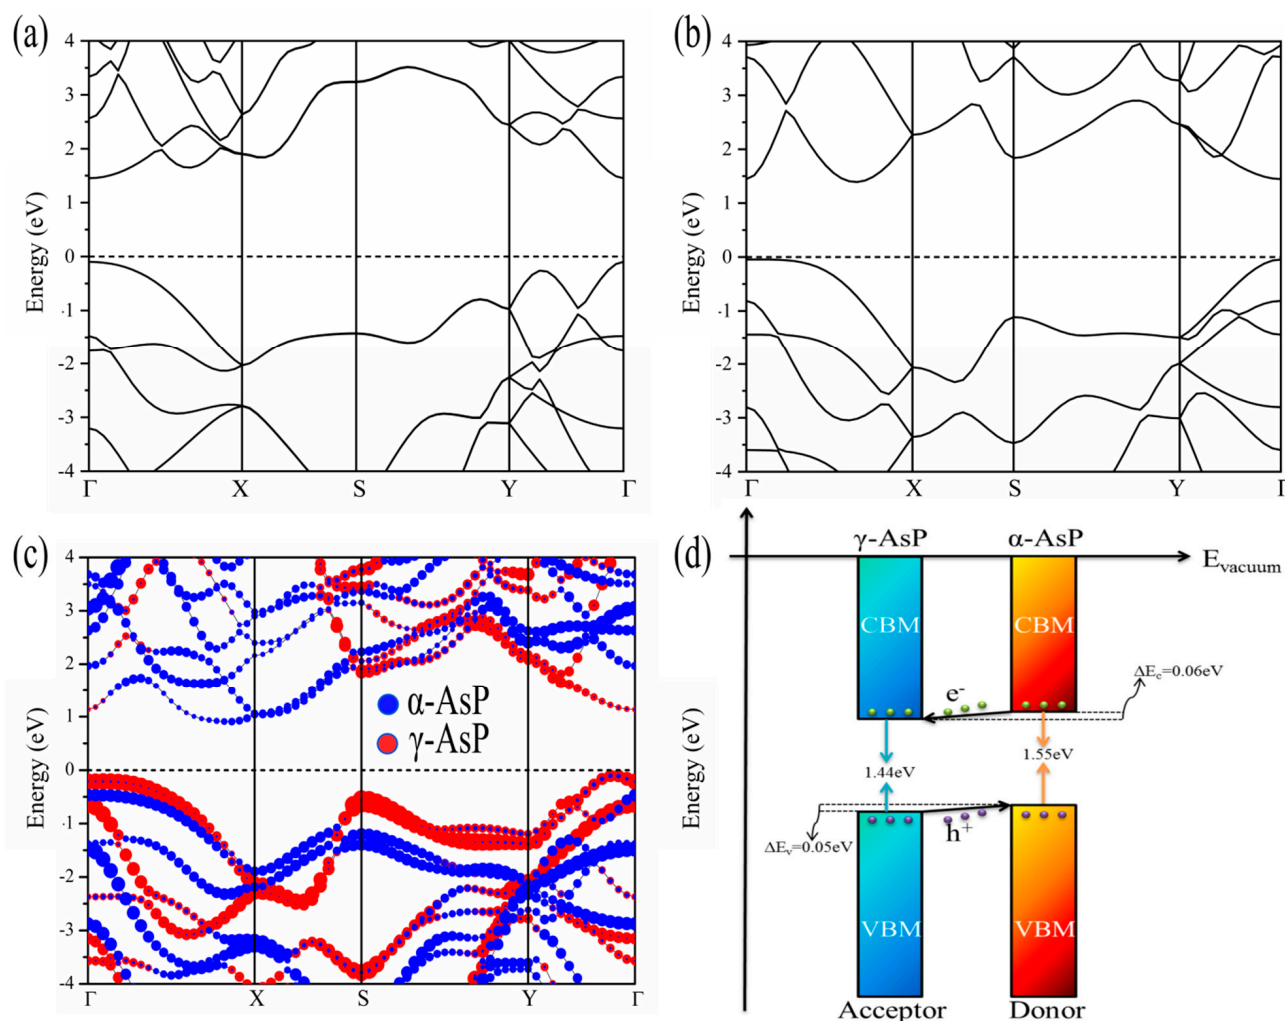 (a)
4
3
2
1
0
-1
-2
-3
-4
Energy (eV)
Γ X S Y Γ
(b)
4
3
2
1
0
-1
-2
-3
-4
Energy (eV)
Γ X S Y Γ
(c)
4
3
2
1
0
-1
-2
-3
-4
Energy (eV)
α-AsP
γ-AsP
Γ X S Y Γ
(d)
γ-AsP α-AsP
Evacuum
Energy (eV)
CBM CBM
ΔEc=0.06eV
e-
1.44eV 1.55eV
h+
ΔEv=0.05eV
VBM VBM
Acceptor Donor